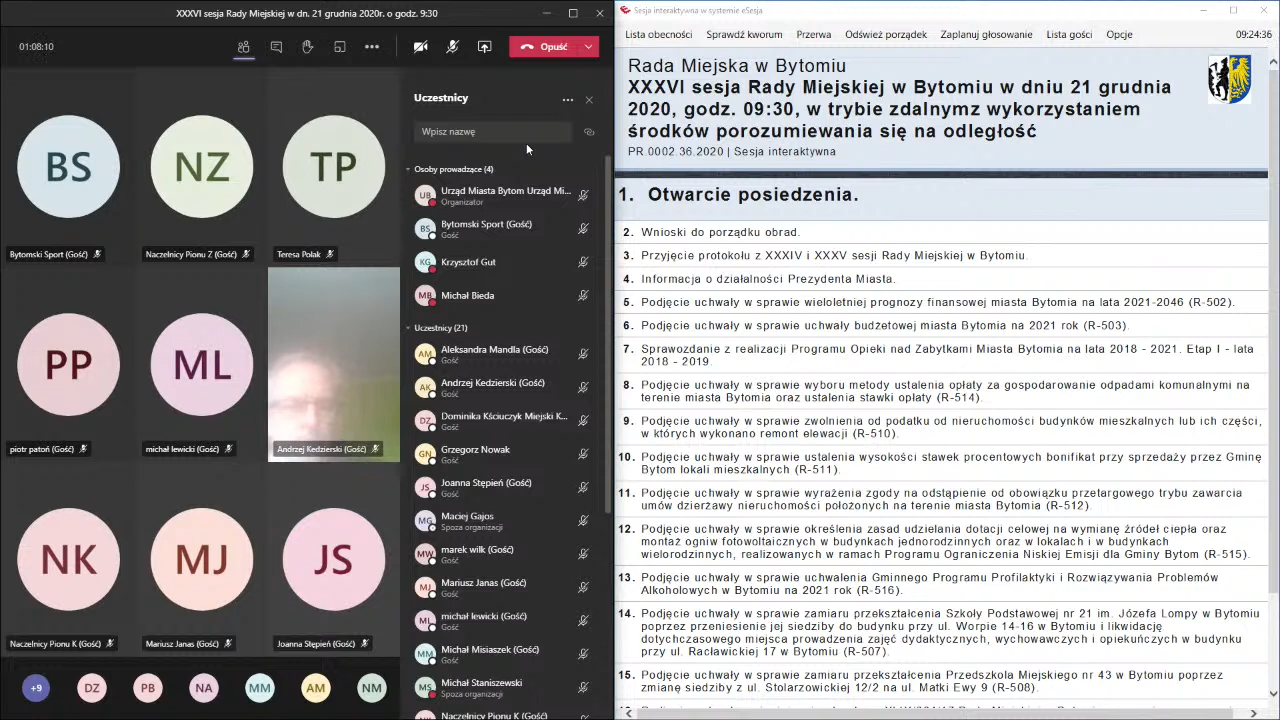 XXXVI sesja Rady Miejskiej w dn. 21 grudnia 2020r. o godz. 9:30
01:08:10
Opuść
BS
Bytomski Sport (Gość)
NZ
Naczelnicy Pionu Z (Gość)
TP
Teresa Polak
PP
piotr patoń (Gość)
ML
michał lewicki (Gość)
Andrzej Kedzierski (Gość)
NK
Naczelnicy Pionu K (Gość)
MJ
Mariusz Janas (Gość)
JS
Joanna Stępień (Gość)
+9
DZ
PB
NA
MM
AM
NM
Uczestnicy
Wpisz nazwę
Osoby prowadzące (4)
UB
Urząd Miasta Bytom Urząd Mi...
Organizator
BS
Bytomski Sport (Gość)
Gość
KG
Krzysztof Gut
MB
Michał Bieda
Uczestnicy (21)
AM
Aleksandra Mandla (Gość)
Gość
AK
Andrzej Kedzierski (Gość)
Gość
DZ
Dominika Kściuczyk Miejski K...
Gość
GN
Grzegorz Nowak
Gość
JS
Joanna Stępień (Gość)
Gość
MG
Maciej Gajos
Spoza organizacji
MW
marek wilk (Gość)
Gość
MJ
Mariusz Janas (Gość)
Gość
ML
michał lewicki (Gość)
Gość
MM
Michał Misiaszek (Gość)
Gość
MS
Michał Staniszewski
Spoza organizacji
Naczelnicy Pionu K (Gość)
Sesja interaktywna w systemie eSesja
Lista obecności Sprawdź kworum Przerwa Odśwież porządek Zaplanuj głosowanie Lista gości Opcje 09:24:36
Rada Miejska w Bytomiu
XXXVI sesja Rady Miejskiej w Bytomiu w dniu 21 grudnia
2020, godz. 09:30, w trybie zdalnymz wykorzystaniem
środków porozumiewania się na odległość
PR.0002.36.2020 | Sesja interaktywna
1. Otwarcie posiedzenia.
2. Wnioski do porządku obrad.
3. Przyjęcie protokołu z XXXIV i XXXV sesji Rady Miejskiej w Bytomiu.
4. Informacja o działalności Prezydenta Miasta.
5. Podjęcie uchwały w sprawie wieloletniej prognozy finansowej miasta Bytomia na lata 2021-2046 (R-502).
6. Podjęcie uchwały w sprawie uchwały budżetowej miasta Bytomia na 2021 rok (R-503).
7. Sprawozdanie z realizacji Programu Opieki nad Zabytkami Miasta Bytomia na lata 2018 -2021. Etap I - lata
2018 - 2019.
8. Podjęcie uchwały w sprawie wyboru metody ustalenia opłaty za gospodarowanie odpadami komunalnymi na
terenie miasta Bytomia oraz ustalenia stawki opłaty (R-514).
9. Podjęcie uchwały w sprawie zwolnienia od podatku od nieruchomości budynków mieszkalnych lub ich części,
w których wykonano remont elewacji (R-510).
10. Podjęcie uchwały w sprawie ustalenia wysokości stawek procentowych bonifikat przy sprzedaży przez Gminę
Bytom lokali mieszkalnych (R-511).
11. Podjęcie uchwały w sprawie wyrażenia zgody na odstąpienie od obowiązku przetargowego trybu zawarcia
umów dzierżawy nieruchomości położonych na terenie miasta Bytomia (R-512).
12. Podjęcie uchwały w sprawie określenia zasad udzielania dotacji celowej na wymianę źródeł ciepła oraz
montaż ogniw fotowoltaicznych w budynkach jednorodzinnych oraz w lokalach i w budynkach
wielorodzinnych, realizowanych w ramach Programu Ograniczenia Niskiej Emisji dla Gminy Bytom (R-515).
13. Podjęcie uchwały w sprawie uchwalenia Gminnego Programu Profilaktyki i Rozwiązywania Problemów
Alkoholowych w Bytomiu na 2021 rok (R-516).
14. Podjęcie uchwały w sprawie zamiaru przekształcenia Szkoły Podstawowej nr 21 im. Józefa Lompy w Bytomiu
poprzez przeniesienie jej siedziby do budynku przy ul. Worpie 14-16 w Bytomiu i likwidację
dotychczasowego miejsca prowadzenia zajęć dydaktycznych, wychowawczych i opiekuńczych w budynku
przy ul. Racławickiej 17 w Bytomiu (R-507).
15. Podjęcie uchwały w sprawie zamiaru przekształcenia Przedszkola Miejskiego nr 43 w Bytomiu poprzez
zmianę siedziby z ul. Stolarzowickiej 12/2 na ul. Matki Ewy 9 (R-508).